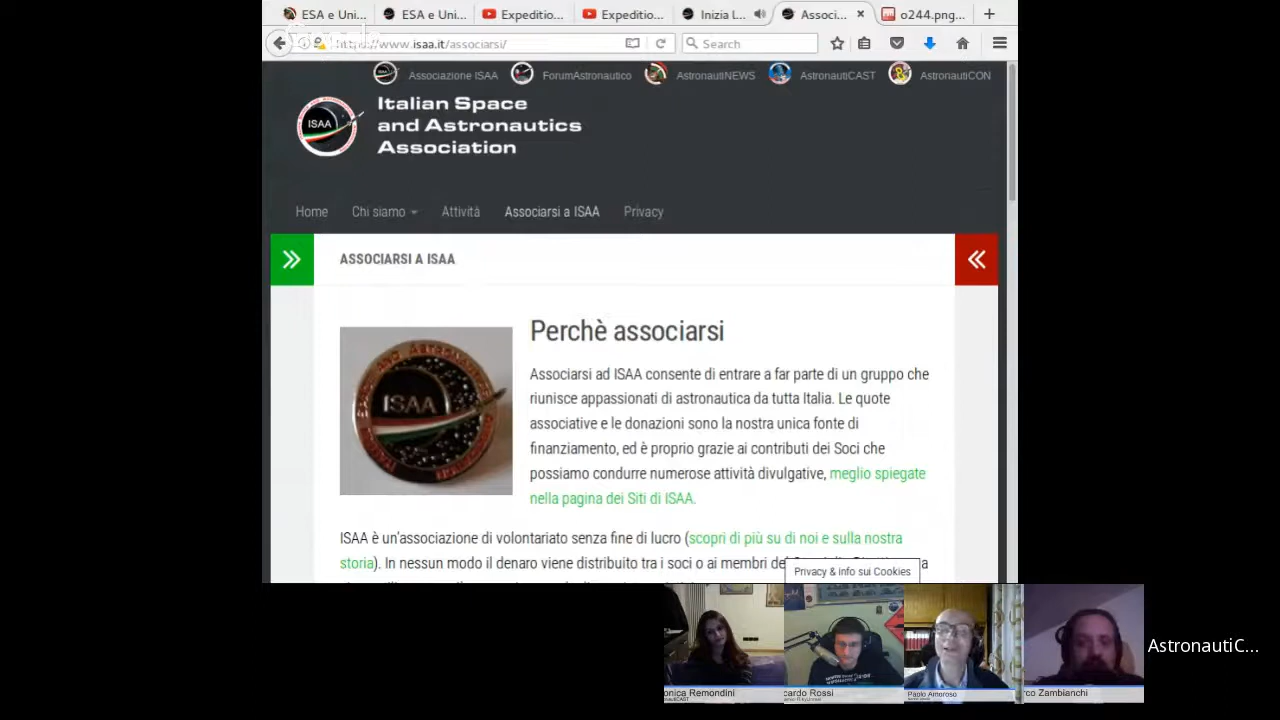 ESA e Uni...
ESA e Uni...
Expeditio...
Expeditio...
Inizia L...
Associ...
o244.png...
www.isaa.it/associarsi/
Search
Associazione ISAA
ForumAstronautico
AstronautiNEWS
AstronautiCAST
AstronautiCON
ISAA
Italian Space
and Astronautics
Association
Home
Chi siamo
Attività
Associarsi a ISAA
Privacy
ASSOCIARSI A ISAA
ISAA
Perchè associarsi
Associarsi ad ISAA consente di entrare a far parte di un gruppo che
riunisce appassionati di astronautica da tutta Italia. Le quote
associative e le donazioni sono la nostra unica fonte di
finanziamento, ed è proprio grazie ai contributi dei Soci che
possiamo condurre numerose attività divulgative, meglio spiegate
nella pagina dei Siti di ISAA.
ISAA è un'associazione di volontariato senza fine di lucro (scopri di più su di noi e sulla nostra
storia). In nessun modo il denaro viene distribuito tra i soci o ai membri del
Privacy & info sui Cookies
onica Remondini
cardo Rossi
Paolo Amoroso
rco Zambianchi
AstronautiC...